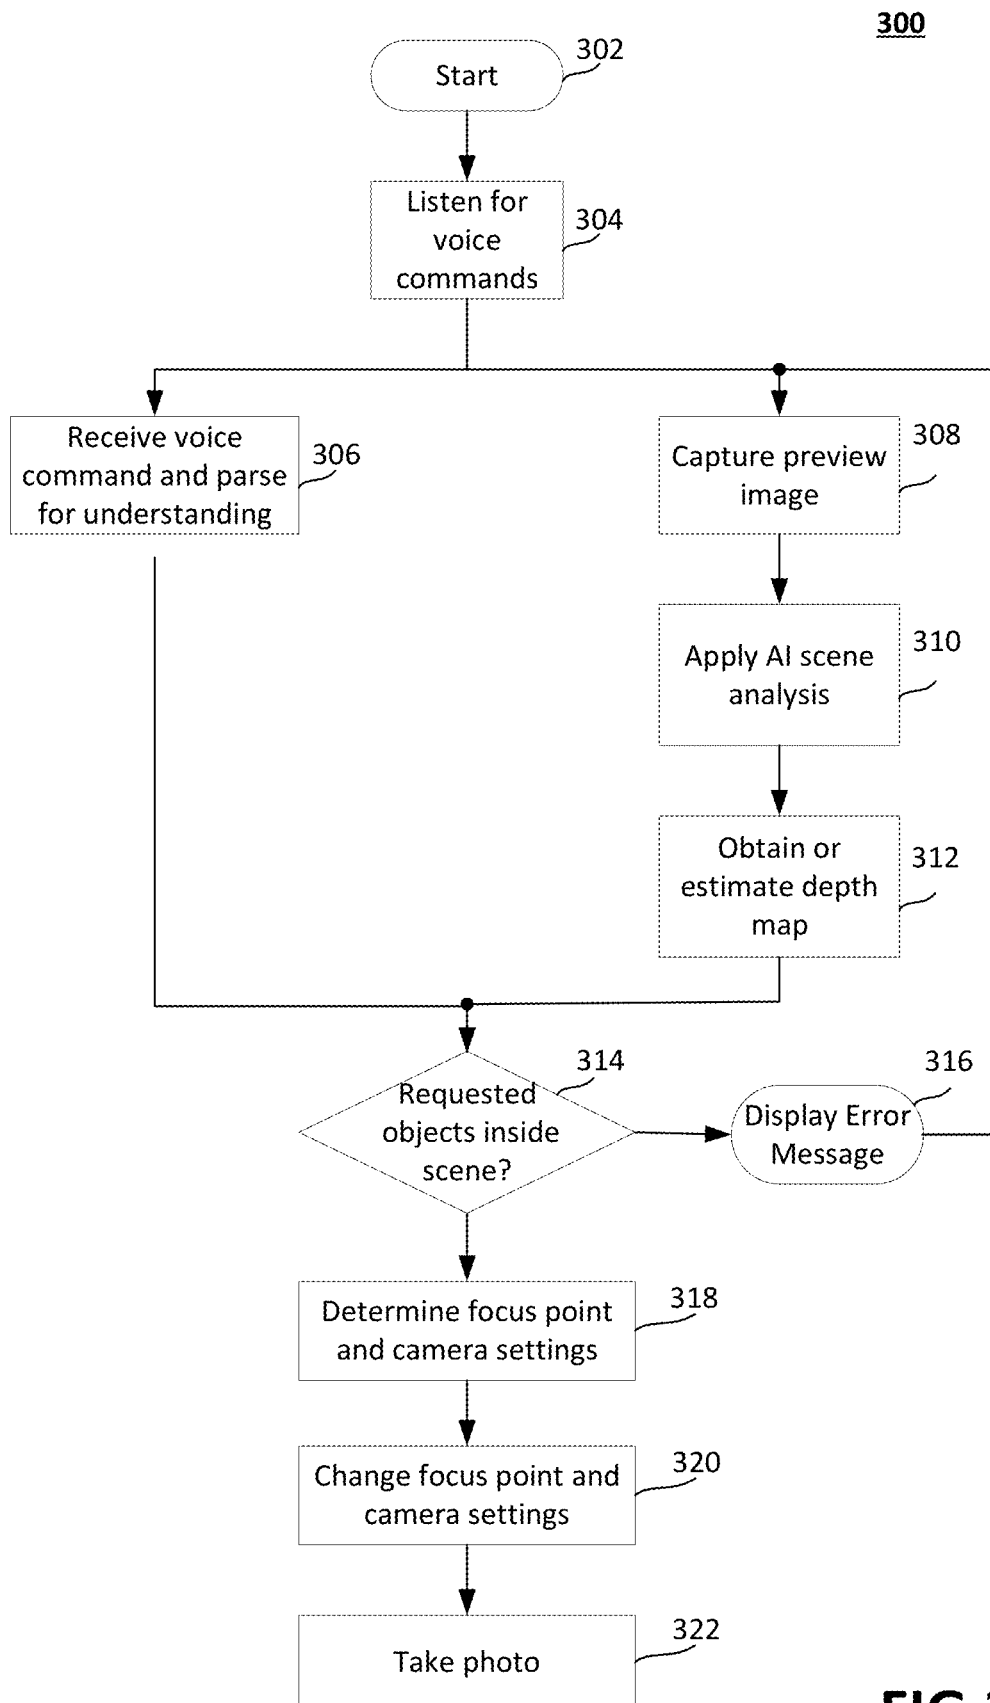 300
Start
302
Listen for
voice
commands
304
Receive voice
command and parse
for understanding
306
Capture preview
image
308
Apply AI scene
analysis
310
Obtain or
estimate depth
map
312
Requested
objects inside
scene?
314
Display Error
Message
316
Determine focus point
and camera settings
318
Change focus point and
camera settings
320
Take photo
322